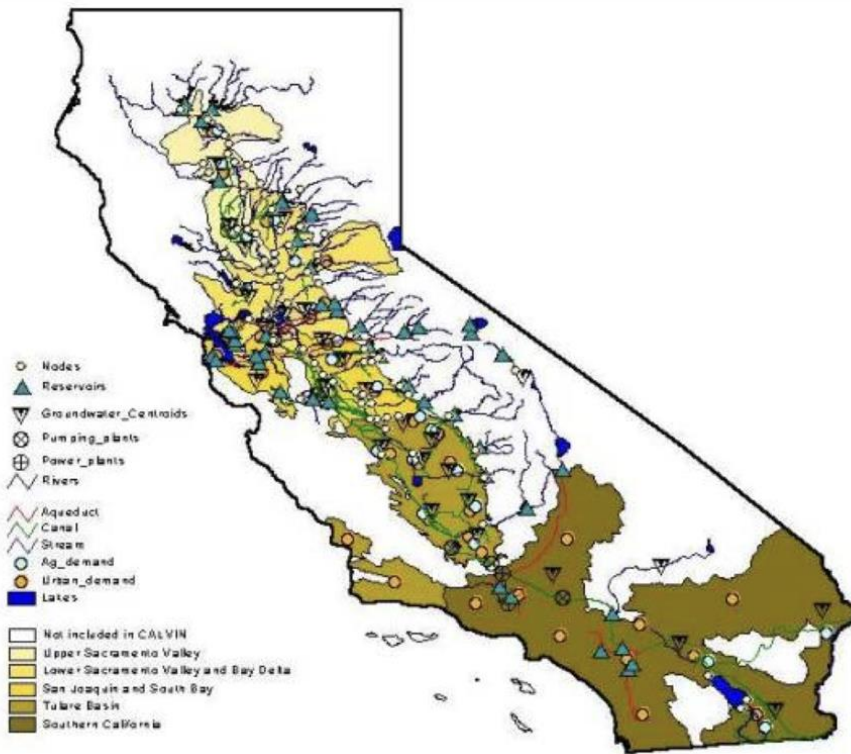 Nodes
Reservoirs
Groundwater_Centroids
Pumping_plants
Power_plants
Rivers
Aqueduct
Canal
Stream
Ag_demand
Urban_demand
Lakes
Not included in CALVIN
Upper Sacramento Valley
Lower Sacramento Valley and Bay Delta
San Joaquin and South Bay
Tulare Basin
Southern California